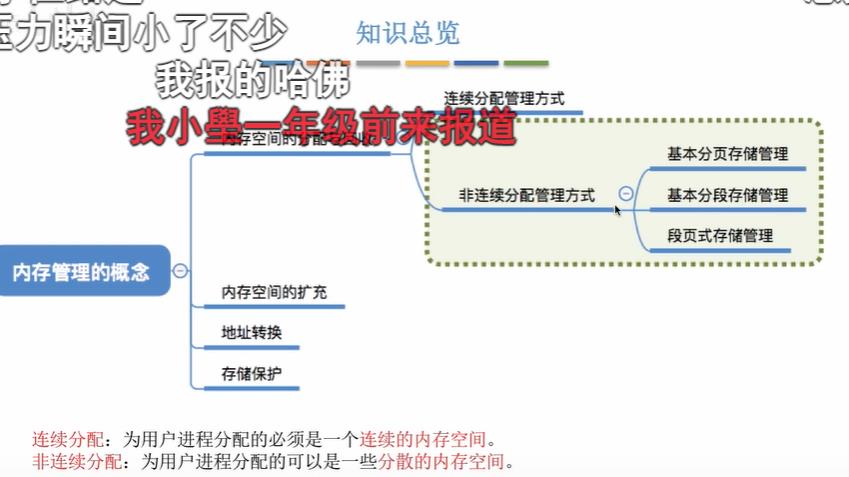 压力瞬间小了不少
知识总览
我报的哈佛
连续分配管理方式
我小學一年级前来报道
内存空间的分配与回收
基本分页存储管理
非连续分配管理方式
基本分段存储管理
段页式存储管理
内存管理的概念
内存空间的扩充
地址转换
存储保护
连续分配：为用户进程分配的必须是一个连续的内存空间。
非连续分配：为用户进程分配的可以是一些分散的内存空间。